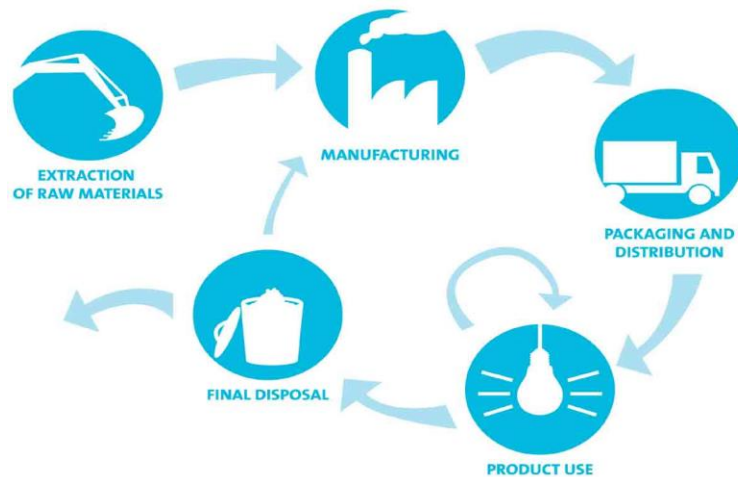 EXTRACTION
OF RAW MATERIALS
MANUFACTURING
PACKAGING AND
DISTRIBUTION
PRODUCT USE
FINAL DISPOSAL